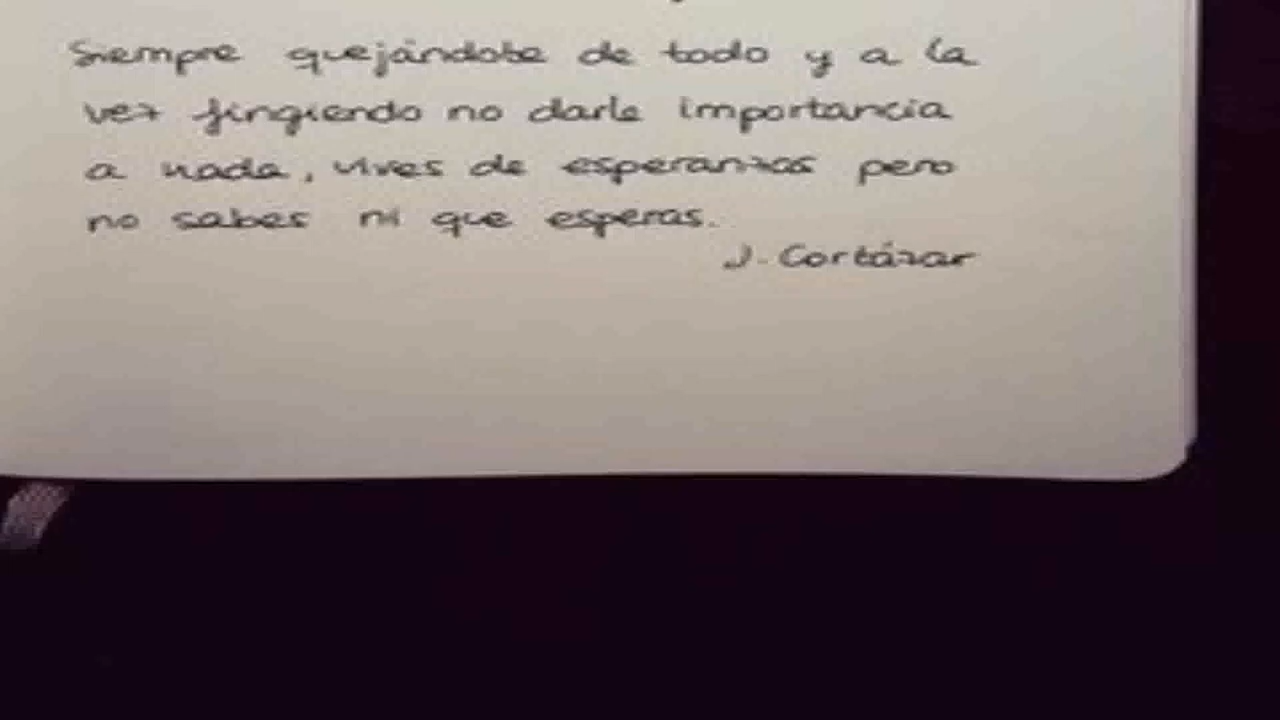 Siempre quejándote de todo y a la
vez fingiendo no darle importancia
a nada, vives de esperanzas pero
no sabes ni que esperas.
J. Cortázar